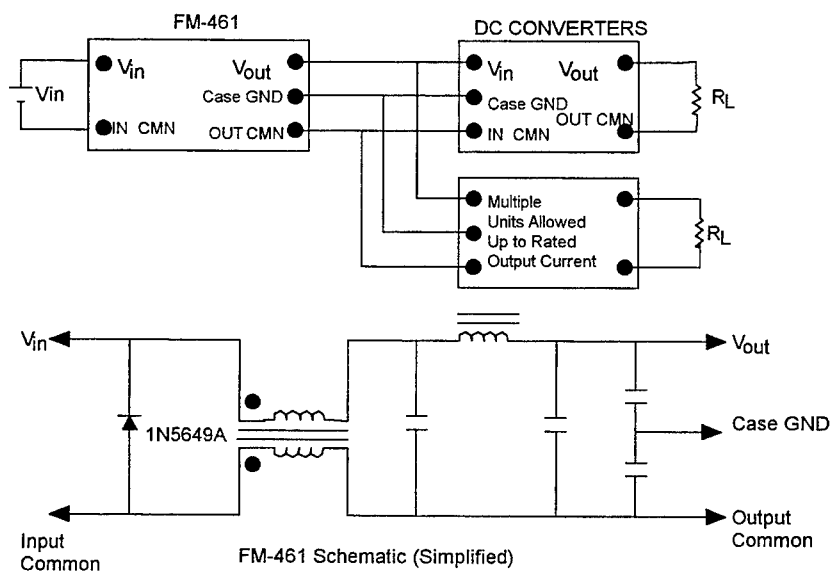 FM-461
DC CONVERTERS
Vin
Vin
Vout
Case GND
IN CMN
OUT CMN
Vin
Vout
Case GND
OUT CMN
IN CMN
RL
Multiple
Units Allowed
Up to Rated
Output Current
RL
Vin
Vout
1N5649A
Case GND
Input
Common
Output
Common
FM-461 Schematic (Simplified)